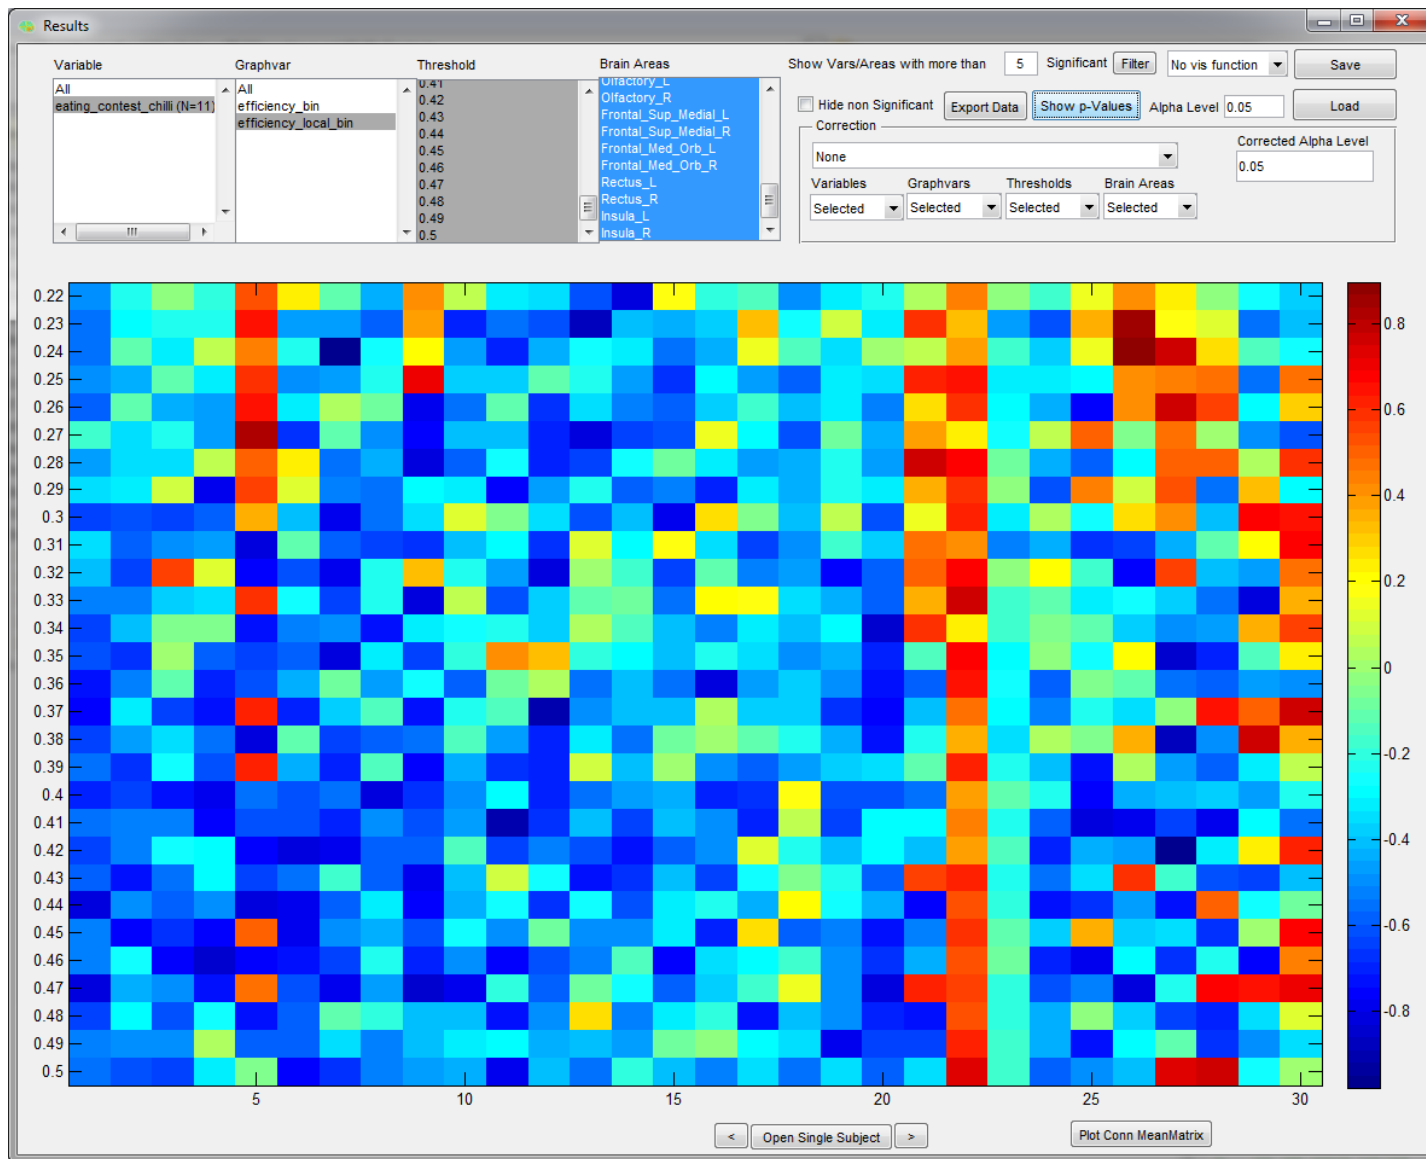 Results
Variable
Graphvar
Threshold
Brain Areas
Show Vars/Areas with more than 5 Significant Filter
No vis function
Save
All
eating_contest_chilli (N=11)
All
efficiency_bin
efficiency_local_bin
0.41
0.42
0.43
0.44
0.45
0.46
0.47
0.48
0.49
0.5
Olfactory_L
Olfactory_R
Frontal_Sup_Medial_L
Frontal_Sup_Medial_R
Frontal_Med_Orb_L
Frontal_Med_Orb_R
Rectus_L
Rectus_R
Insula_L
Insula_R
Hide non Significant
Export Data
Show p-Values
Alpha Level 0.05
Load
Correction
None
Corrected Alpha Level
0.05
Variables
Graphvars
Thresholds
Brain Areas
Selected
Selected
Selected
Selected
0.22
0.23
0.24
0.25
0.26
0.27
0.28
0.29
0.3
0.31
0.32
0.33
0.34
0.35
0.36
0.37
0.38
0.39
0.4
0.41
0.42
0.43
0.44
0.45
0.46
0.47
0.48
0.49
0.5
5 10 15 20 25 30
0.8
0.6
0.4
0.2
0
-0.2
-0.4
-0.6
-0.8
<
Open Single Subject
>
Plot Conn MeanMatrix